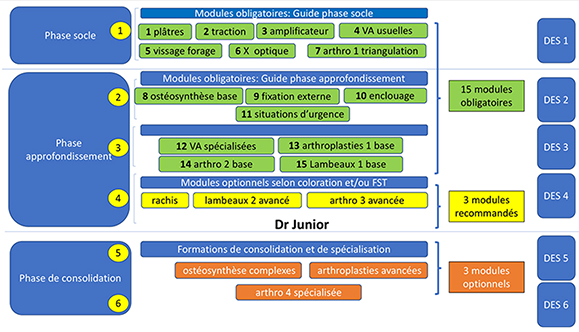 Modules obligatoires: Guide phase socle
Phase socle
1
1 plâtres
2 traction
3 amplificateur
4 VA usuelles
DES 1
5 vissage forage
6 X optique
7 arthro 1 triangulation
Modules obligatoires: Guide phase approfondissement
2
8 ostéosynthèse base
9 fixation externe
10 enclouage
11 situations d'urgence
15 modules
obligatoires
DES 2
Phase
approfondissement
3
12 VA spécialisées
13 arthroplasties 1 base
14 arthro 2 base
15 Lambeaux 1 base
DES 3
Modules optionnels selon coloration et/ou FST
4
rachis
lambeaux 2 avancé
arthro 3 avancée
3 modules
recommandés
DES 4
Dr Junior
Formations de consolidation et de spécialisation
5
Phase de consolidation
6
ostéosynthèse complexes
arthroplasties avancées
arthro 4 spécialisée
3 modules
optionnels
DES 5
DES 6